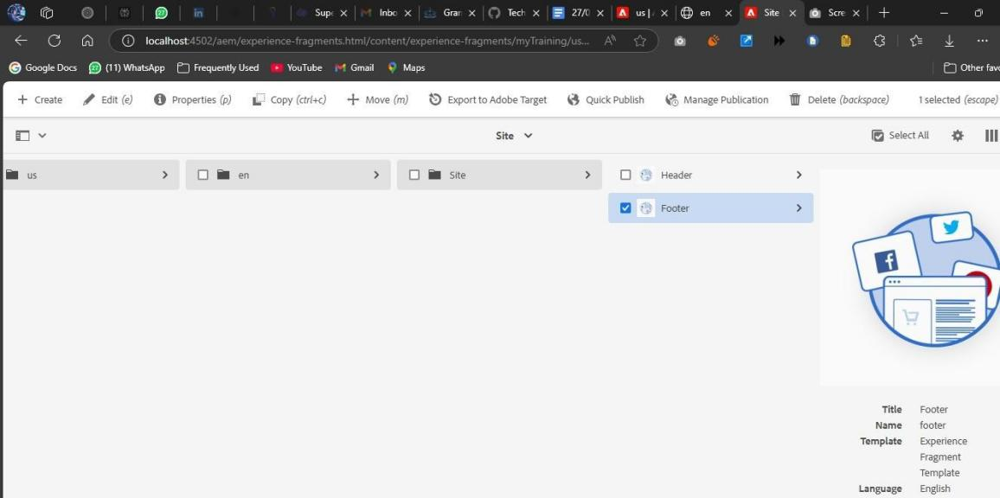 Supe
Inbo
Gran
Tech
27/0
us | 
en
Site
Scre
localhost:4502/aem/experience-fragments.html/content/experience-fragments/myTraining/us...
Google Docs
(11) WhatsApp
Frequently Used
YouTube
Gmail
Maps
Other favo
Create
Edit (e)
Properties (p)
Copy (ctrl+c)
Move (m)
Export to Adobe Target
Quick Publish
Manage Publication
Delete (backspace)
1 selected (escape)
Site
Select All
us
en
Site
Header
Footer
Title Footer
Name footer
Template Experience
Fragment
Template
Language English